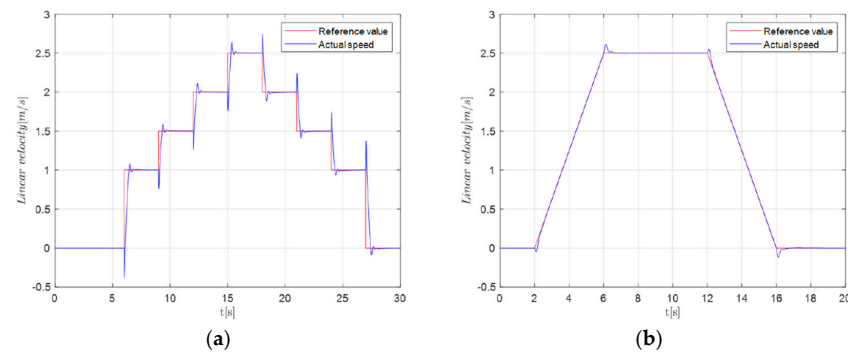 Reference value
Actual speed
Linear velocity[m/s]
3
2.5
2
1.5
1
0.5
0
-0.5
0 5 10 15 20 25 30
t[s]
(a)
Reference value
Actual speed
Linear velocity[m/s]
3
2.5
2
1.5
1
0.5
0
-0.5
0 2 4 6 8 10 12 14 16 18 20
t[s]
(b)